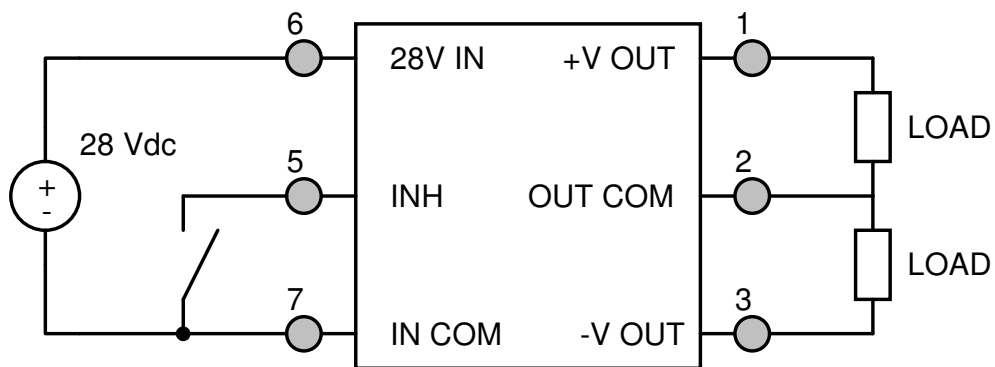 6
1
28V IN
+V OUT
28 Vdc
LOAD
+
-
5
2
INH
OUT COM
LOAD
7
3
IN COM
-V OUT